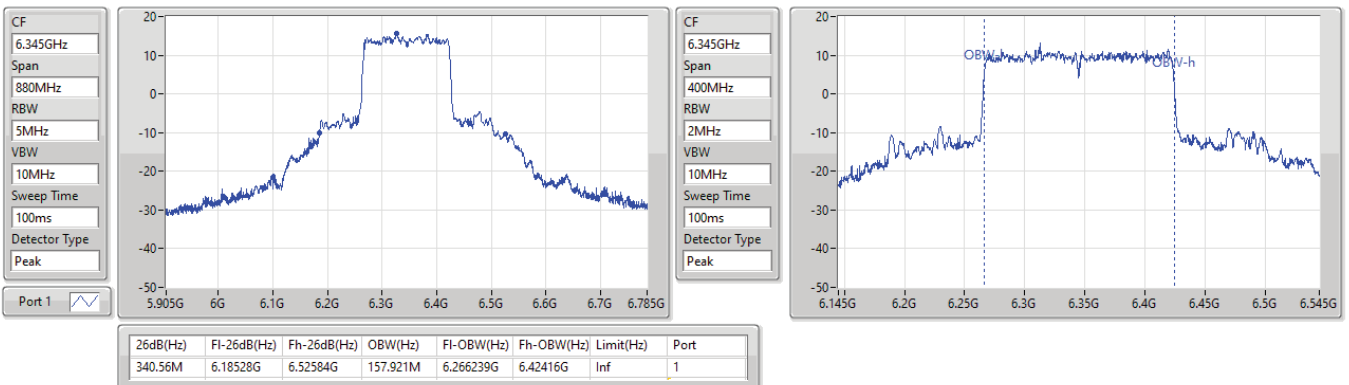 CF
6.345GHz
Span
880MHz
RBW
5MHz
VBW
10MHz
Sweep Time
100ms
Detector Type
Peak
Port 1
20
10
0
-10
-20
-30
-40
-50
5.905G 6G 6.1G 6.2G 6.3G 6.4G 6.5G 6.6G 6.7G 6.785G
CF
6.345GHz
Span
400MHz
RBW
2MHz
VBW
10MHz
Sweep Time
100ms
Detector Type
Peak
20
10
0
-10
-20
-30
-40
-50
OBW-l
OBW-h
6.145G 6.2G 6.25G 6.3G 6.35G 6.4G 6.45G 6.5G 6.545G
26dB(Hz) Fl-26dB(Hz) Fh-26dB(Hz) OBW(Hz) Fl-OBW(Hz) Fh-OBW(Hz) Limit(Hz) Port
340.56M 6.18528G 6.52584G 157.921M 6.266239G 6.42416G Inf 1